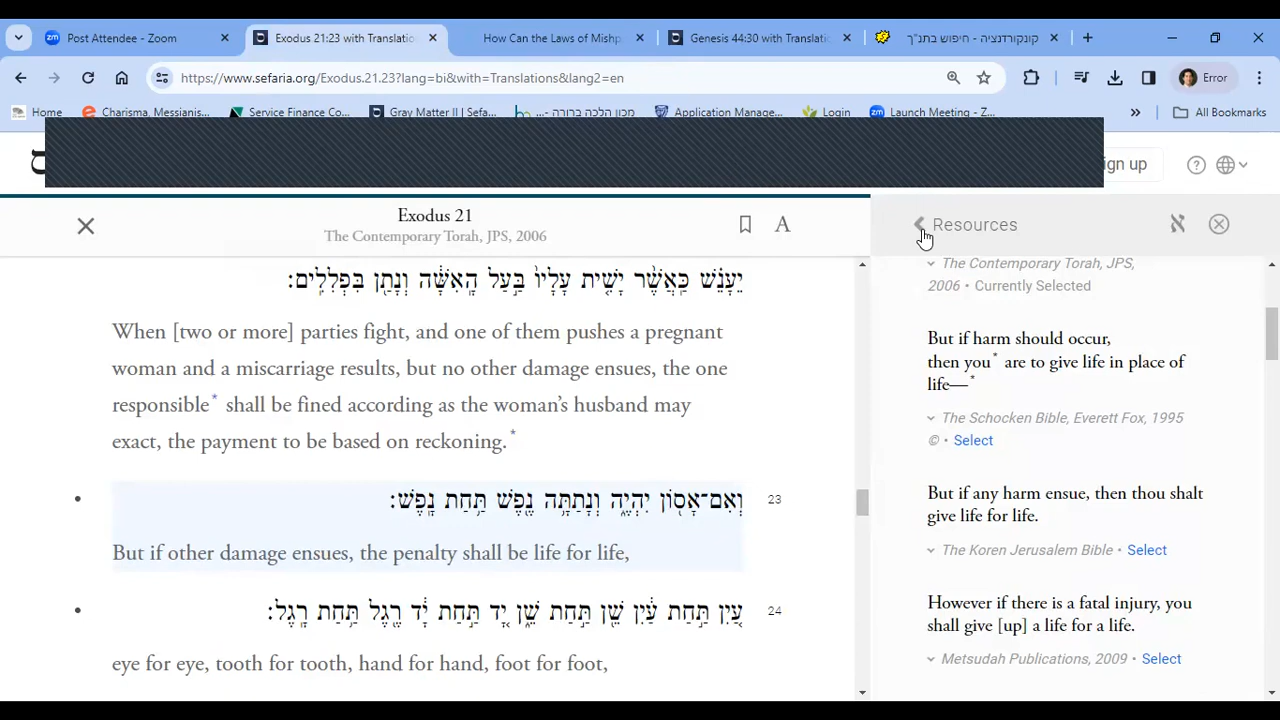 Post Attendee - Zoom
Exodus 21:23 with Translatio
How Can the Laws of Mishp
Genesis 44:30 with Translatio
קונקורדנציה - חיפוש בתנ"ך
https://www.sefaria.org/Exodus.21.23?lang=bi&with=Translations&lang2=en
Error
Home
Charisma, Messianis...
Service Finance Co...
Gray Matter II | Sefa...
מכון הלכה ברורה -...
Application Manage...
Login
Launch Meeting - Z...
All Bookmarks
gn up
Exodus 21
The Contemporary Torah, JPS, 2006
A
יֵעָנֵ֗שׁ כַּֽאֲשֶׁ֨ר יָשִׁ֤ית עָלָיו֙ בַּ֣עַל הָֽאִשָּׁ֔ה וְנָתַ֖ן בִּפְלִלִֽים׃
When [two or more] parties fight, and one of them pushes a pregnant
woman and a miscarriage results, but no other damage ensues, the one
responsible* shall be fined according as the woman’s husband may
exact, the payment to be based on reckoning.*
23 וְאִם־אָס֖וֹן יִהְיֶ֑ה וְנָתַתָּ֥ה נֶ֖פֶשׁ תַּ֥חַת נָֽפֶשׁ׃
But if other damage ensues, the penalty shall be life for life,
24 עַ֚יִן תַּ֣חַת עַ֔יִן שֵׁ֖ן תַּ֣חַת שֵׁ֑ן יָ֚ד תַּ֣חַת יָ֔ד רֶ֖גֶל תַּ֥חַת רָֽגֶל׃
eye for eye, tooth for tooth, hand for hand, foot for foot,
Resources
The Contemporary Torah, JPS,
2006 • Currently Selected
But if harm should occur,
then you* are to give life in place of
life—*
The Schocken Bible, Everett Fox, 1995
© • Select
But if any harm ensue, then thou shalt
give life for life.
The Koren Jerusalem Bible • Select
However if there is a fatal injury, you
shall give [up] a life for a life.
Metsudah Publications, 2009 • Select